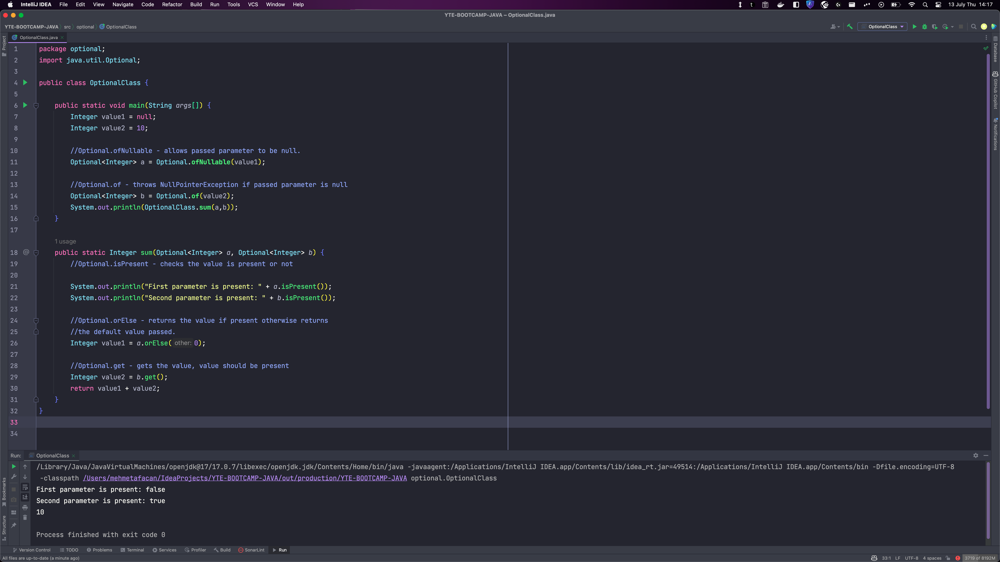 IntelliJ IDEA File Edit View Navigate Code Refactor Build Run Tools VCS Window Help 13 July Thu 14:17
YTE-BOOTCAMP-JAVA – OptionalClass.java
YTE-BOOTCAMP-JAVA src optional OptionalClass OptionalClass
OptionalClass.java
Project
1 package optional;
2 import java.util.Optional;
3
4 public class OptionalClass {
5
6 public static void main(String args[]) {
7 Integer value1 = null;
8 Integer value2 = 10;
9
10 //Optional.ofNullable - allows passed parameter to be null.
11 Optional<Integer> a = Optional.ofNullable(value1);
12
13 //Optional.of - throws NullPointerException if passed parameter is null
14 Optional<Integer> b = Optional.of(value2);
15 System.out.println(OptionalClass.sum(a,b));
16 }
17
1 usage
18 @ public static Integer sum(Optional<Integer> a, Optional<Integer> b) {
19 //Optional.isPresent - checks the value is present or not
20
21 System.out.println("First parameter is present: " + a.isPresent());
22 System.out.println("Second parameter is present: " + b.isPresent());
23
24 //Optional.orElse - returns the value if present otherwise returns
25 //the default value passed.
26 Integer value1 = a.orElse( other: 0);
27
28 //Optional.get - gets the value, value should be present
29 Integer value2 = b.get();
30 return value1 + value2;
31 }
32 }
33
34
Database
GitHub Copilot
Notifications
Run: OptionalClass
/Library/Java/JavaVirtualMachines/openjdk@17/17.0.7/libexec/openjdk.jdk/Contents/Home/bin/java -javaagent:/Applications/IntelliJ IDEA.app/Contents/lib/idea_rt.jar=49514:/Applications/IntelliJ IDEA.app/Contents/bin -Dfile.encoding=UTF-8
-classpath /Users/mehmetafacan/IdeaProjects/YTE-BOOTCAMP-JAVA/out/production/YTE-BOOTCAMP-JAVA optional.OptionalClass
First parameter is present: false
Second parameter is present: true
10
Process finished with exit code 0
Bookmarks
Structure
Version Control TODO Problems Terminal Services Profiler Build SonarLint Run
All files are up-to-date (a minute ago) 33:1 LF UTF-8 4 spaces 3719 of 8192M